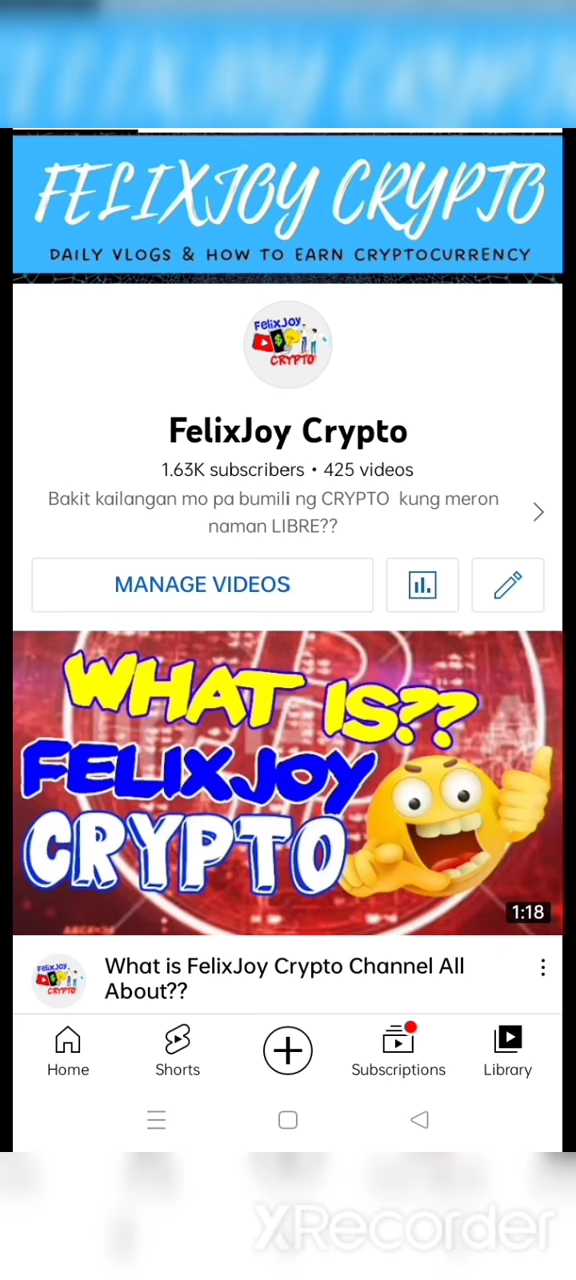 FELIXJOY CRYPTO
DAILY VLOGS & HOW TO EARN CRYPTOCURRENCY
FelixJoy
CRYPTO
FelixJoy Crypto
1.63K subscribers • 425 videos
Bakit kailangan mo pa bumili ng CRYPTO kung meron
naman LIBRE??
MANAGE VIDEOS
WHAT IS??
FELIXJOY
CRYPTO
1:18
FelixJoy
CRYPTO
What is FelixJoy Crypto Channel All
About??
Home
Shorts
Subscriptions
Library
XRecorder